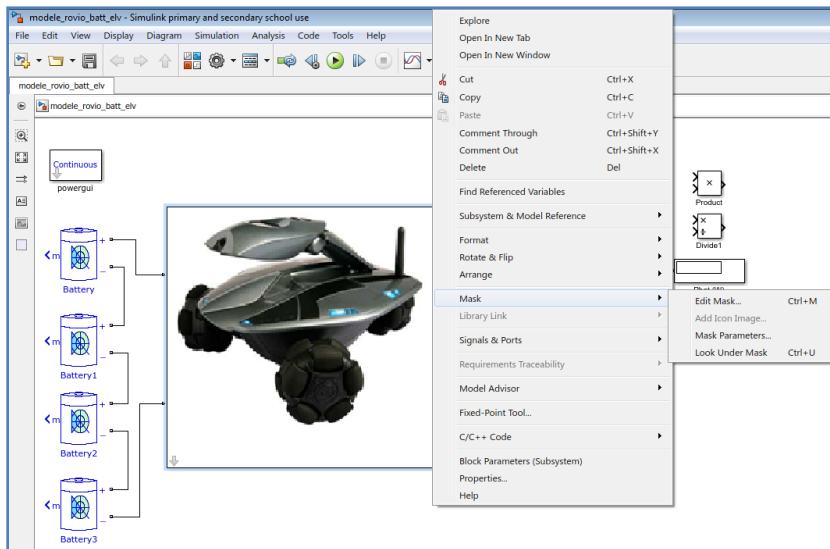 modele_rovio_batt_elv - Simulink primary and secondary school use
File Edit View Display Diagram Simulation Analysis Code Tools Help
modele_rovio_batt_elv
modele_rovio_batt_elv
Continuous
powergui
+
m
-
Battery
+
m
-
Battery1
+
m
-
Battery2
+
m
-
Battery3
Explore
Open In New Tab
Open In New Window
Cut Ctrl+X
Copy Ctrl+C
Paste Ctrl+V
Comment Through Ctrl+Shift+Y
Comment Out Ctrl+Shift+X
Delete Del
Find Referenced Variables
Subsystem & Model Reference
Format
Rotate & Flip
Arrange
Mask
Library Link
Signals & Ports
Requirements Traceability
Model Advisor
Fixed-Point Tool...
C/C++ Code
Block Parameters (Subsystem)
Properties...
Help
Edit Mask... Ctrl+M
Add Icon Image...
Mask Parameters...
Look Under Mask Ctrl+U
×
Product
×
÷
Divide1